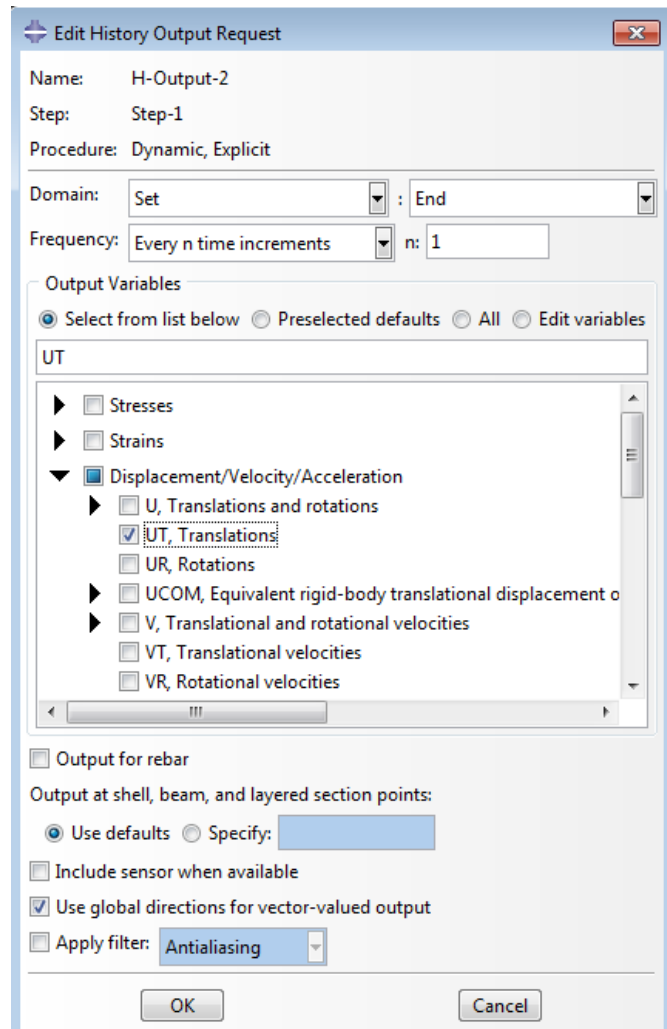 Edit History Output Request
Name: H-Output-2
Step: Step-1
Procedure: Dynamic, Explicit
Domain: Set : End
Frequency: Every n time increments n: 1
Output Variables
Select from list below Preselected defaults All Edit variables
UT
Stresses
Strains
Displacement/Velocity/Acceleration
U, Translations and rotations
UT, Translations
UR, Rotations
UCOM, Equivalent rigid-body translational displacement o
V, Translational and rotational velocities
VT, Translational velocities
VR, Rotational velocities
Output for rebar
Output at shell, beam, and layered section points:
Use defaults Specify:
Include sensor when available
Use global directions for vector-valued output
Apply filter: Antialiasing
OK Cancel